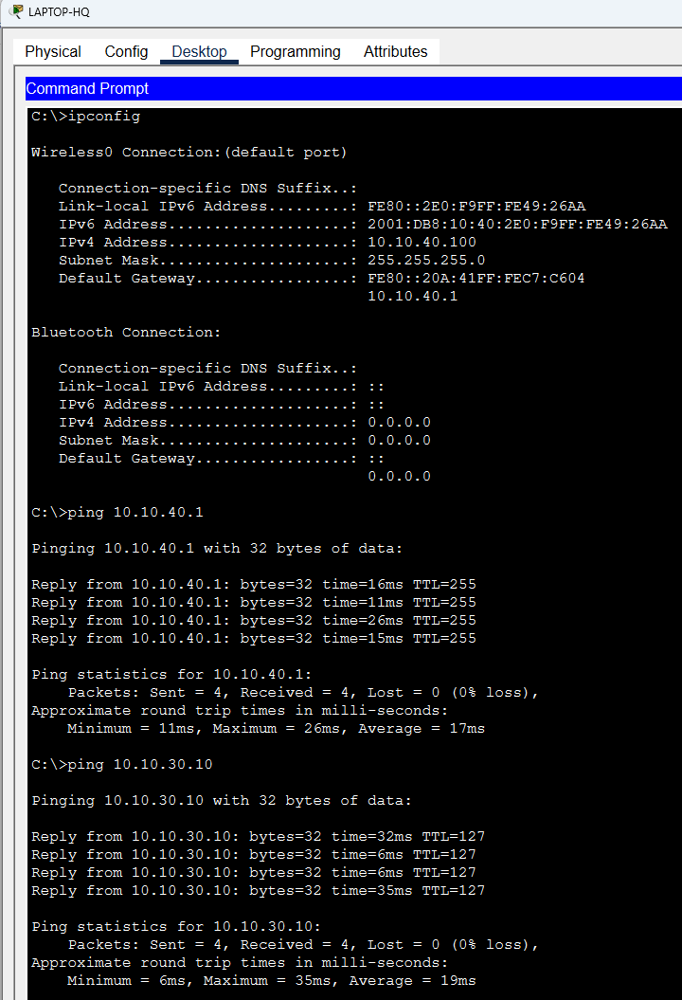 LAPTOP-HQ
Physical Config Desktop Programming Attributes
Command Prompt
C:\>ipconfig
Wireless0 Connection:(default port)
Connection-specific DNS Suffix..:
Link-local IPv6 Address.........: FE80::2E0:F9FF:FE49:26AA
IPv6 Address....................: 2001:DB8:10:40:2E0:F9FF:FE49:26AA
IPv4 Address....................: 10.10.40.100
Subnet Mask.....................: 255.255.255.0
Default Gateway.................: FE80::20A:41FF:FEC7:C604
10.10.40.1
Bluetooth Connection:
Connection-specific DNS Suffix..:
Link-local IPv6 Address.........: ::
IPv6 Address....................: ::
IPv4 Address....................: 0.0.0.0
Subnet Mask.....................: 0.0.0.0
Default Gateway.................: ::
0.0.0.0
C:\>ping 10.10.40.1
Pinging 10.10.40.1 with 32 bytes of data:
Reply from 10.10.40.1: bytes=32 time=16ms TTL=255
Reply from 10.10.40.1: bytes=32 time=11ms TTL=255
Reply from 10.10.40.1: bytes=32 time=26ms TTL=255
Reply from 10.10.40.1: bytes=32 time=15ms TTL=255
Ping statistics for 10.10.40.1:
Packets: Sent = 4, Received = 4, Lost = 0 (0% loss),
Approximate round trip times in milli-seconds:
Minimum = 11ms, Maximum = 26ms, Average = 17ms
C:\>ping 10.10.30.10
Pinging 10.10.30.10 with 32 bytes of data:
Reply from 10.10.30.10: bytes=32 time=32ms TTL=127
Reply from 10.10.30.10: bytes=32 time=6ms TTL=127
Reply from 10.10.30.10: bytes=32 time=6ms TTL=127
Reply from 10.10.30.10: bytes=32 time=35ms TTL=127
Ping statistics for 10.10.30.10:
Packets: Sent = 4, Received = 4, Lost = 0 (0% loss),
Approximate round trip times in milli-seconds:
Minimum = 6ms, Maximum = 35ms, Average = 19ms